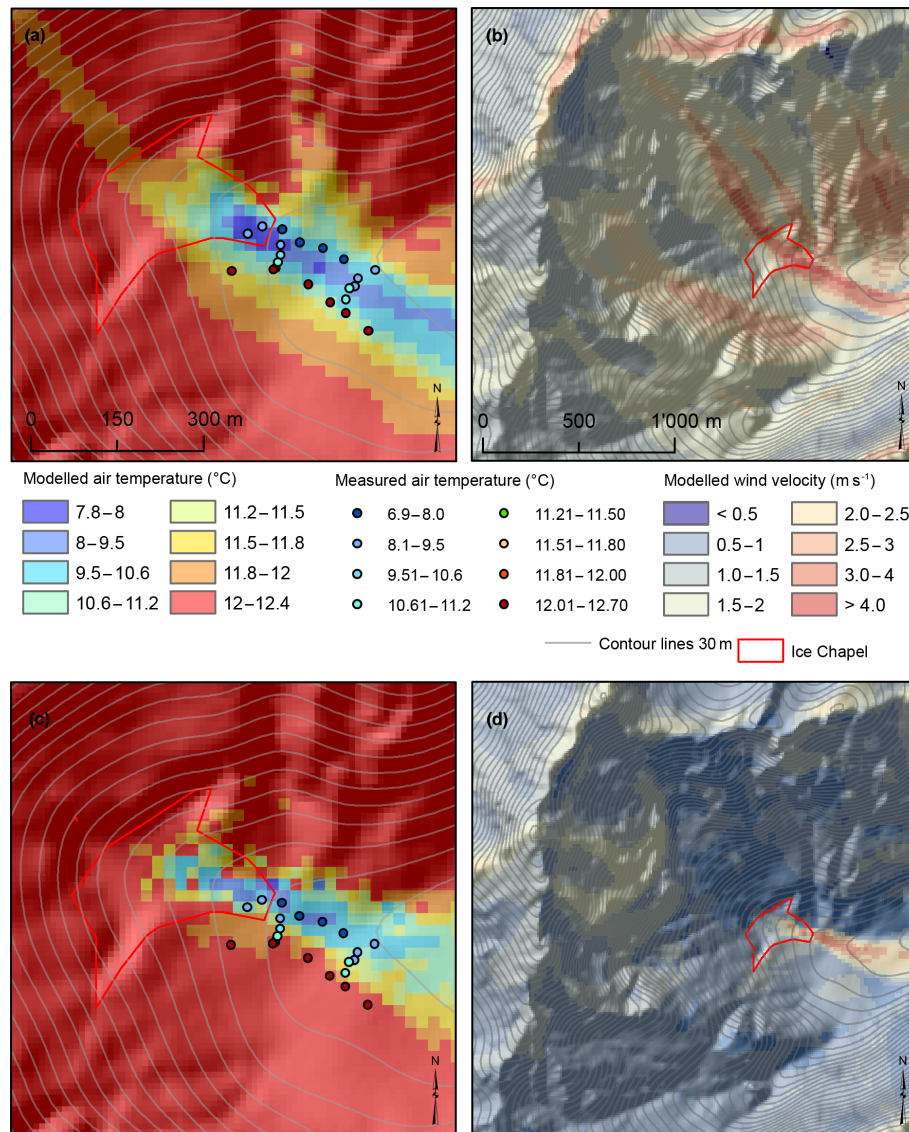 (a)
(b)
N
N
0 150 300 m
0 500 1'000 m
Modelled air temperature (°C)
7.8–8
8–9.5
9.5–10.6
10.6–11.2
11.2–11.5
11.5–11.8
11.8–12
12–12.4
Measured air temperature (°C)
6.9–8.0
8.1–9.5
9.51–10.6
10.61–11.2
11.21–11.50
11.51–11.80
11.81–12.00
12.01–12.70
Modelled wind velocity (m s⁻¹)
< 0.5
0.5–1
1.0–1.5
1.5–2
2.0–2.5
2.5–3
3.0–4
> 4.0
Contour lines 30 m
Ice Chapel
(c)
(d)
N
N